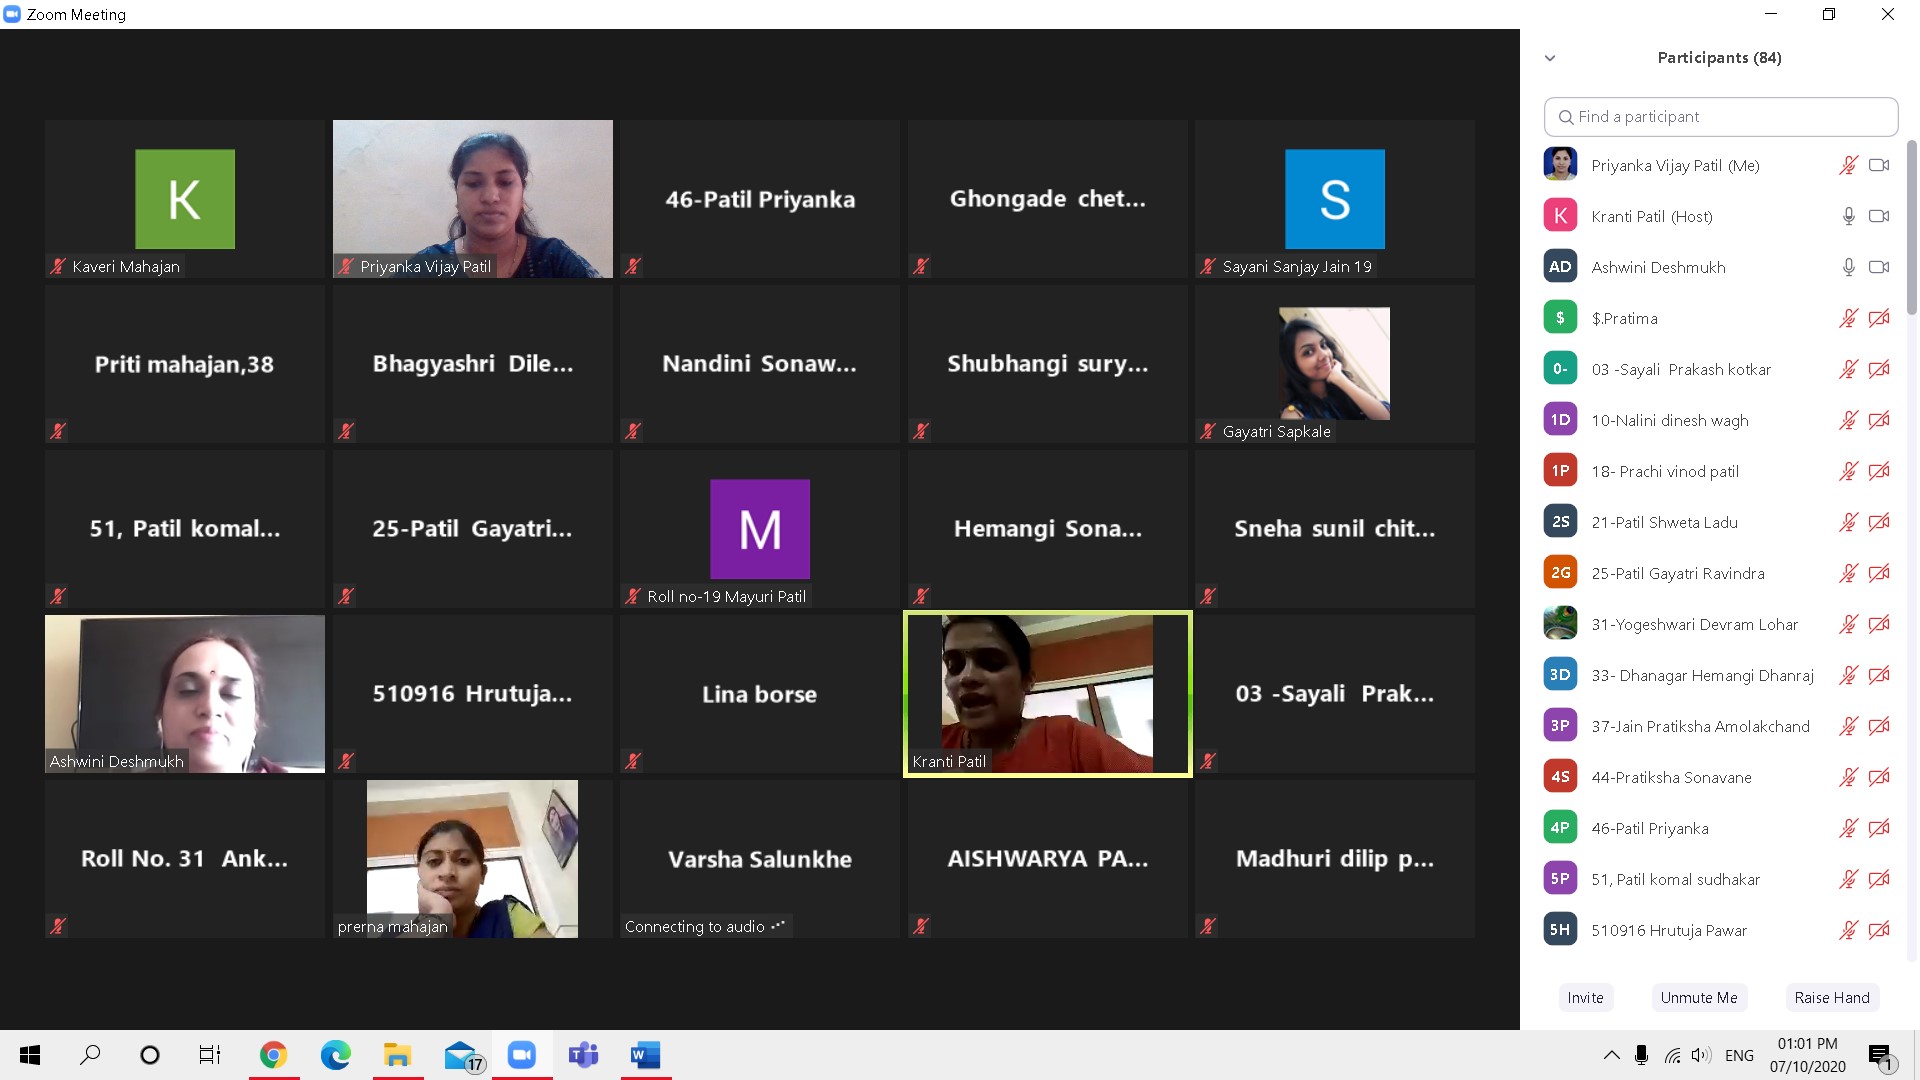 Zoom Meeting
K
Kaveri Mahajan
Priyanka Vijay Patil
46-Patil Priyanka
Ghongade chet...
S
Sayani Sanjay Jain 19
Priti mahajan,38
Bhagyashri Dile...
Nandini Sonaw...
Shubhangi sury...
Gayatri Sapkale
51, Patil komal...
25-Patil Gayatri...
M
Roll no-19 Mayuri Patil
Hemangi Sona...
Sneha sunil chit...
Ashwini Deshmukh
510916 Hrutuja...
Lina borse
Kranti Patil
03 -Sayali Prak...
Roll No. 31 Ank...
prerna mahajan
Varsha Salunkhe
Connecting to audio
AISHWARYA PA...
Madhuri dilip p...
Participants (84)
Find a participant
Priyanka Vijay Patil (Me)
K Kranti Patil (Host)
AD Ashwini Deshmukh
$ $.Pratima
0- 03 -Sayali Prakash kotkar
1D 10-Nalini dinesh wagh
1P 18- Prachi vinod patil
2S 21-Patil Shweta Ladu
2G 25-Patil Gayatri Ravindra
31-Yogeshwari Devram Lohar
3D 33- Dhanagar Hemangi Dhanraj
3P 37-Jain Pratiksha Amolakchand
4S 44-Pratiksha Sonavane
4P 46-Patil Priyanka
5P 51, Patil komal sudhakar
5H 510916 Hrutuja Pawar
Invite Unmute Me Raise Hand
17
W
ENG
01:01 PM
07/10/2020
1